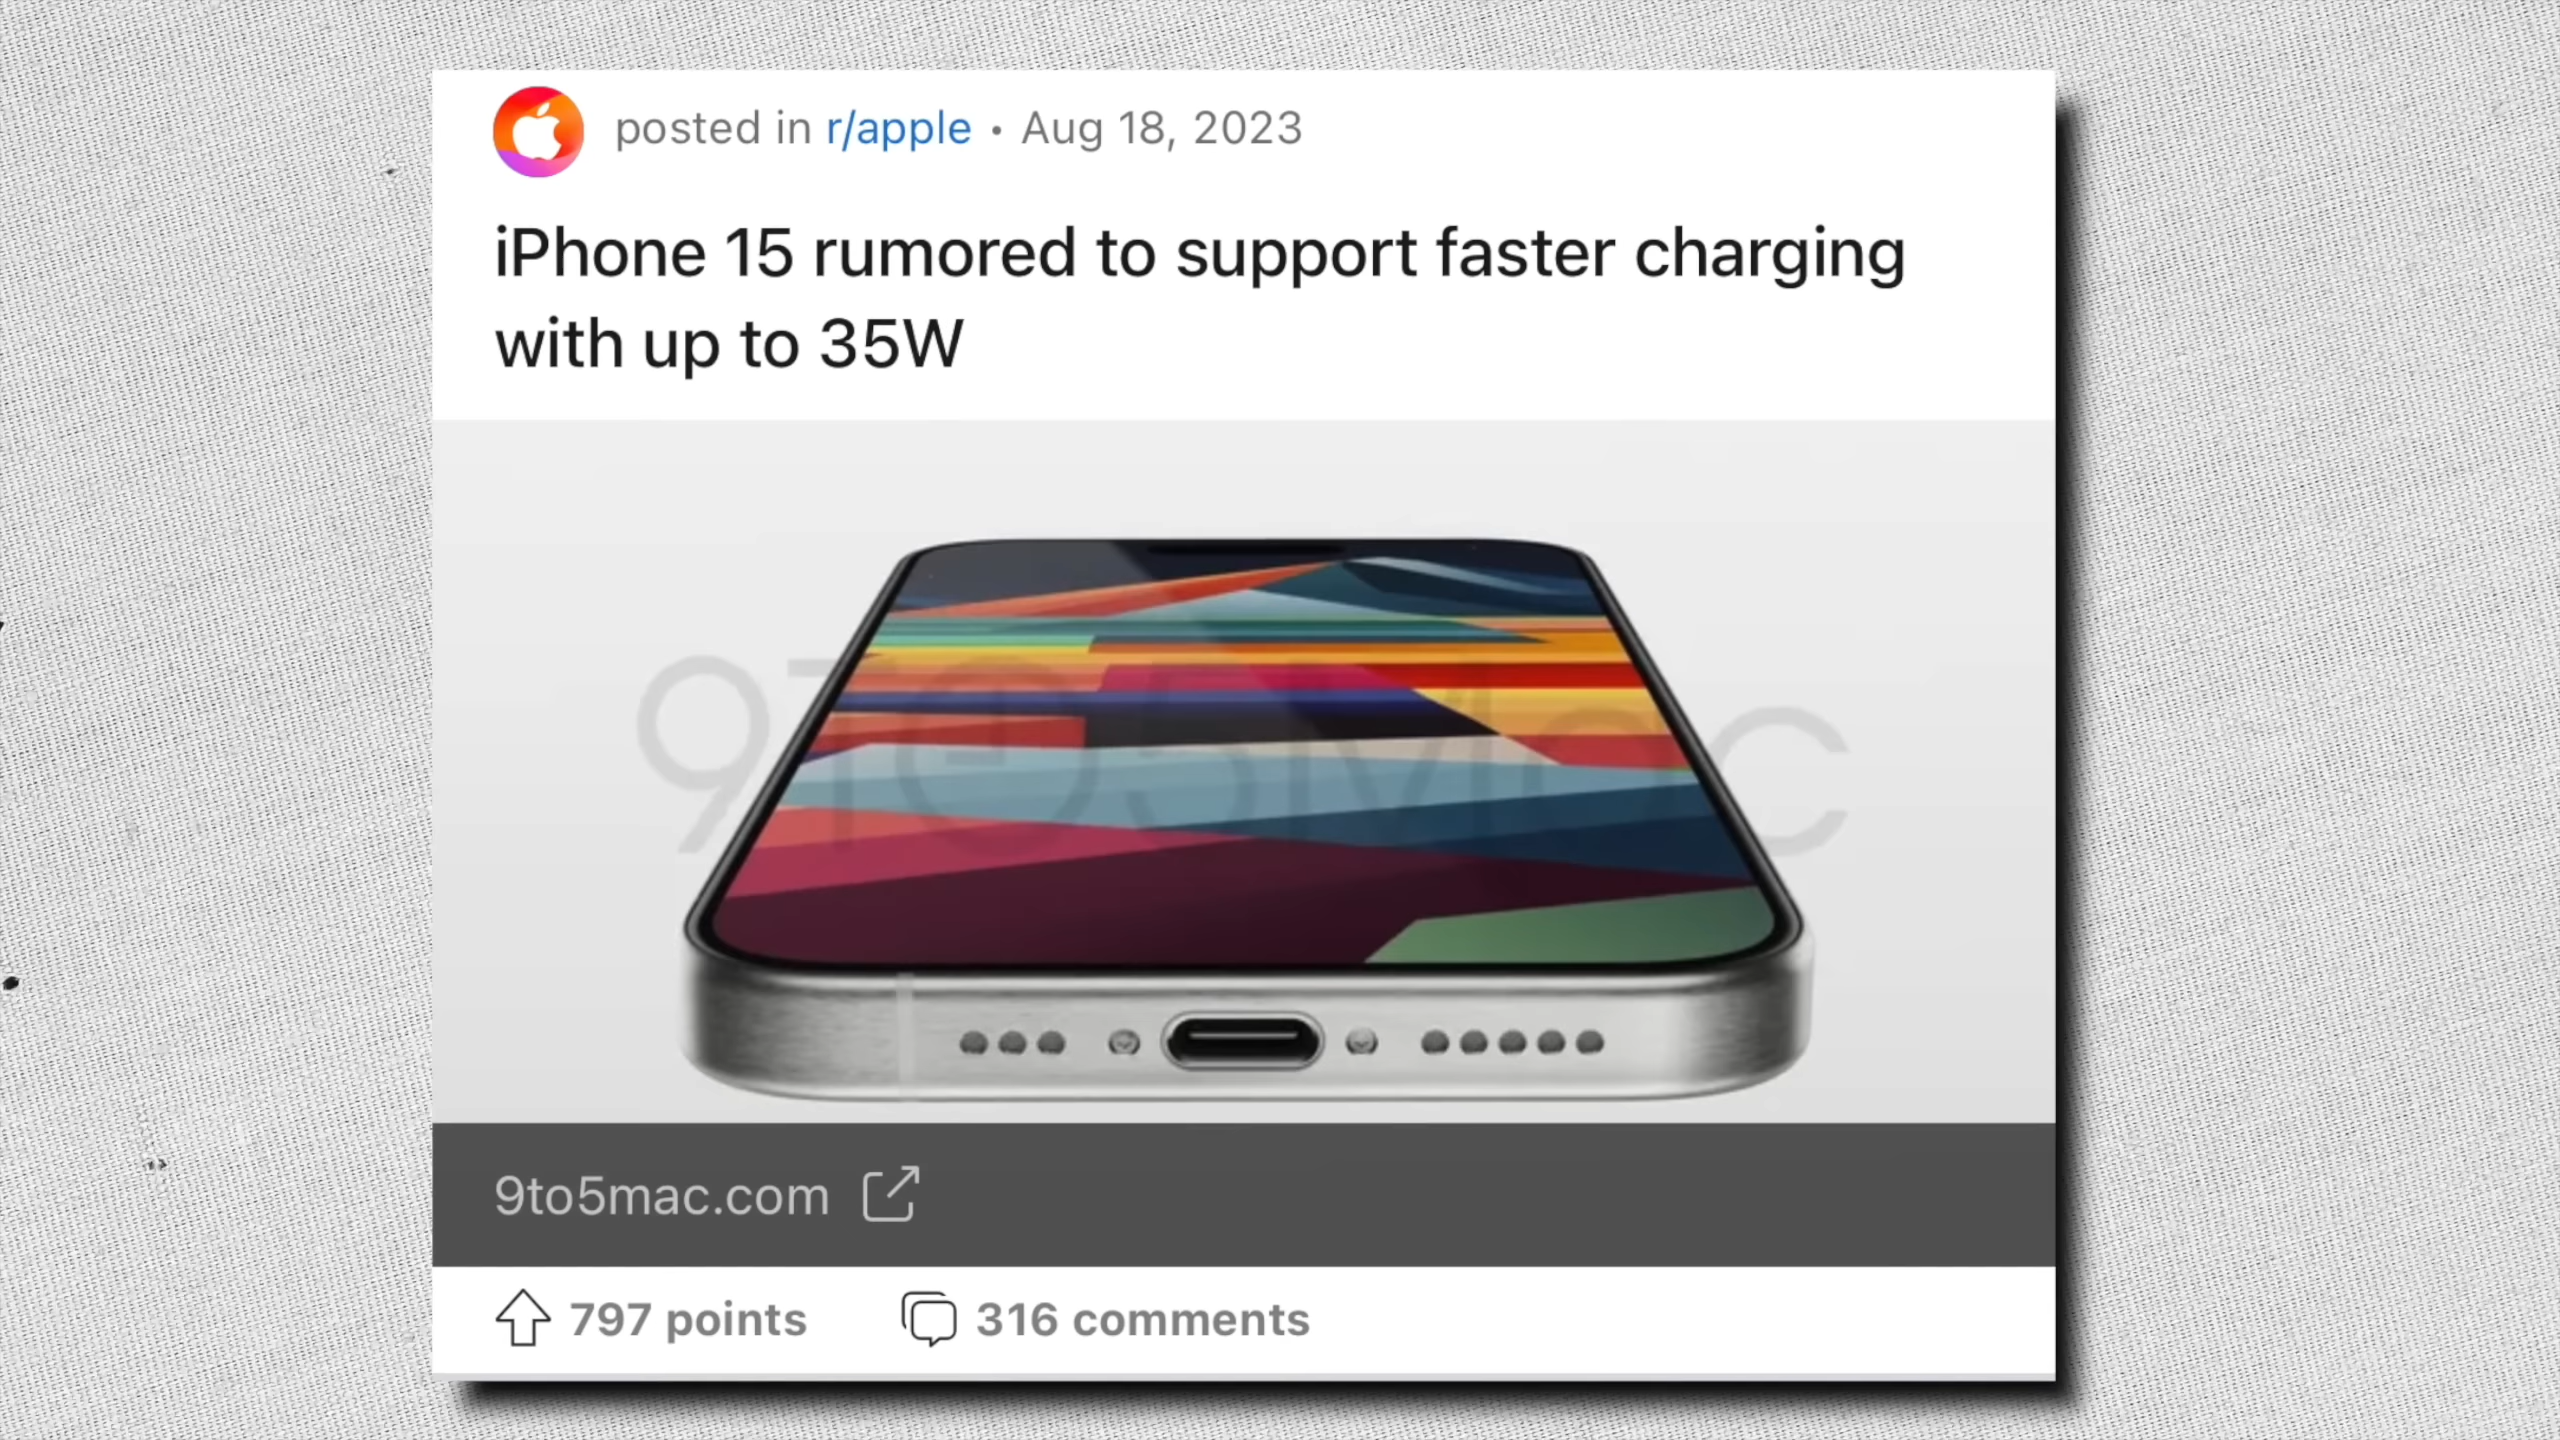 posted in r/apple • Aug 18, 2023
iPhone 15 rumored to support faster charging
with up to 35W
9TO5Mac
9to5mac.com
797 points 316 comments